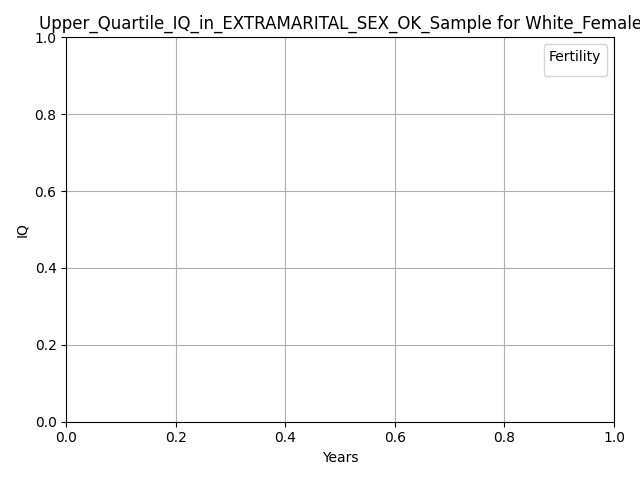 Upper_Quartile_IQ_in_EXTRAMARITAL_SEX_OK_Sample for White_Female
Fertility
1.0
0.8
0.6
0.4
0.2
0.0
IQ
0.0 0.2 0.4 0.6 0.8 1.0
Years